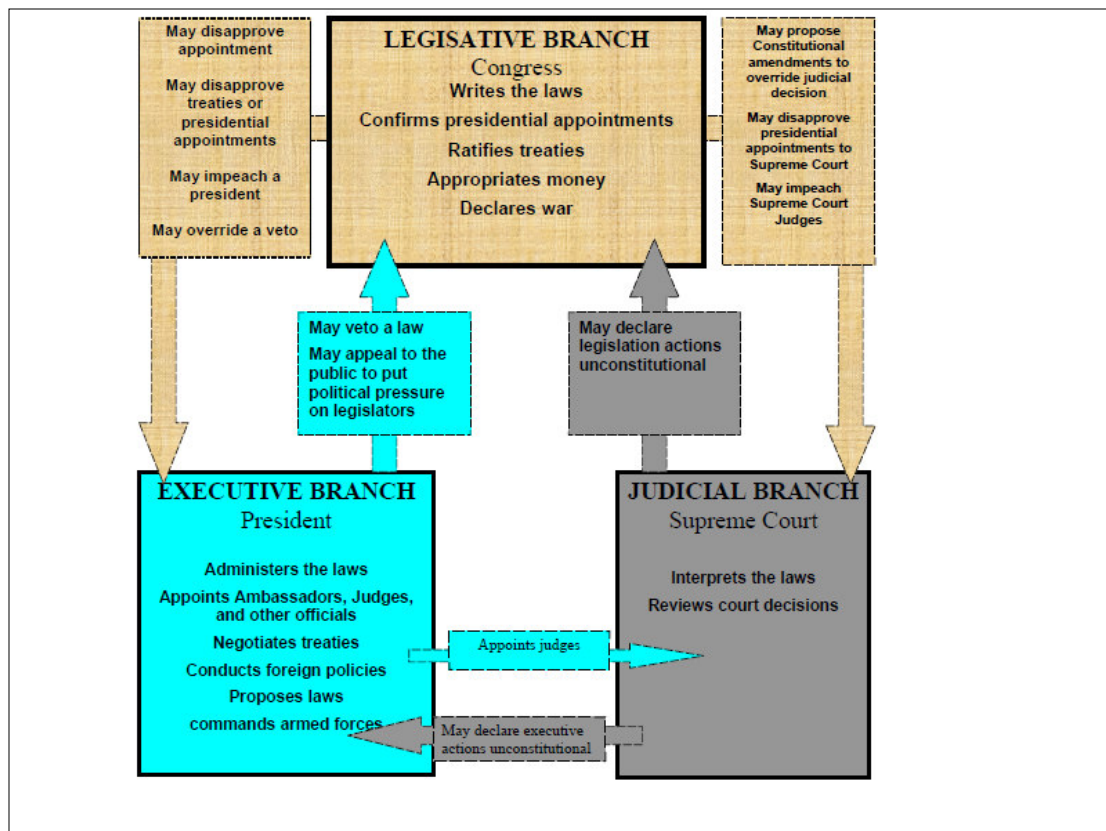 May disapprove
appointment
May disapprove
treaties or
presidential
appointments
May impeach a
president
May override a veto
LEGISATIVE BRANCH
Congress
Writes the laws
Confirms presidential appointments
Ratifies treaties
Appropriates money
Declares war
May propose
Constitutional
amendments to
override judicial
decision
May disapprove
presidential
appointments to
Supreme Court
May impeach
Supreme Court
Judges
May veto a law
May appeal to the
public to put
political pressure
on legislators
May declare
legislation actions
unconstitutional
EXECUTIVE BRANCH
President
Administers the laws
Appoints Ambassadors, Judges,
and other officials
Negotiates treaties
Conducts foreign policies
Proposes laws
commands armed forces
JUDICIAL BRANCH
Supreme Court
Interprets the laws
Reviews court decisions
Appoints judges
May declare executive
actions unconstitutional